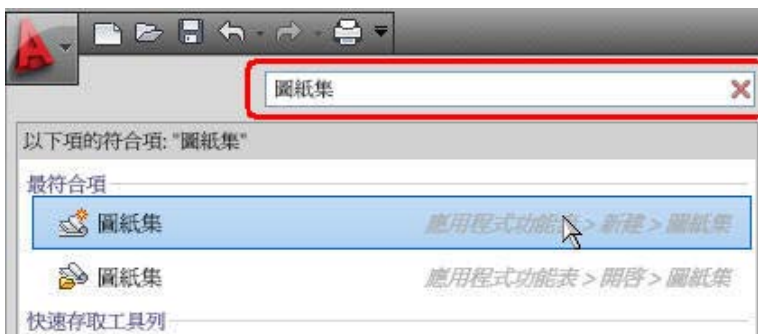 圖紙集
以下項的符合項: "圖紙集"
最符合項
圖紙集 應用程式功能表 > 新建 > 圖紙集
圖紙集 應用程式功能表 > 開啓 > 圖紙集
快速存取工具列